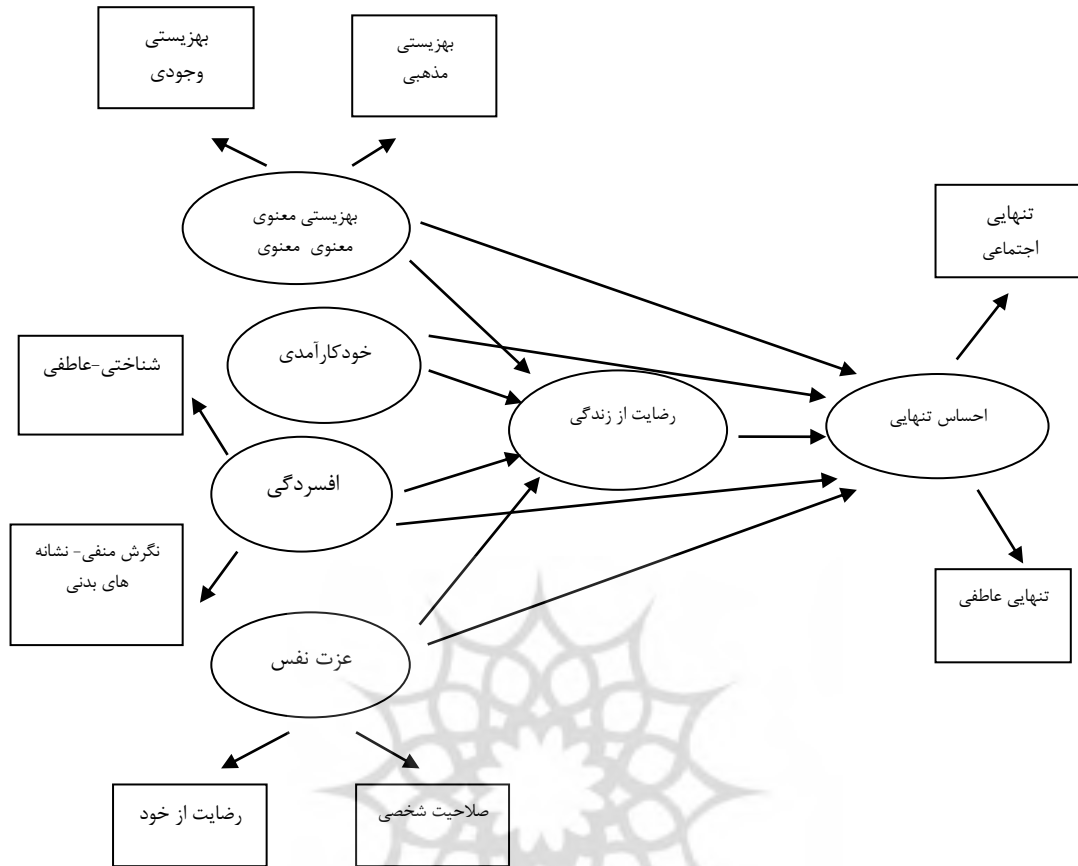 بهزیستی
وجودی
بهزیستی
مذهبی
بهزیستی معنوی
معنوی معنوی
تنهایی
اجتماعی
خودکارآمدی
شناختی-عاطفی
رضایت از زندگی
احساس تنهایی
افسردگی
نگرش منفی- نشانه
های بدنی
تنهایی عاطفی
عزت نفس
رضایت از خود
صلاحیت شخصی